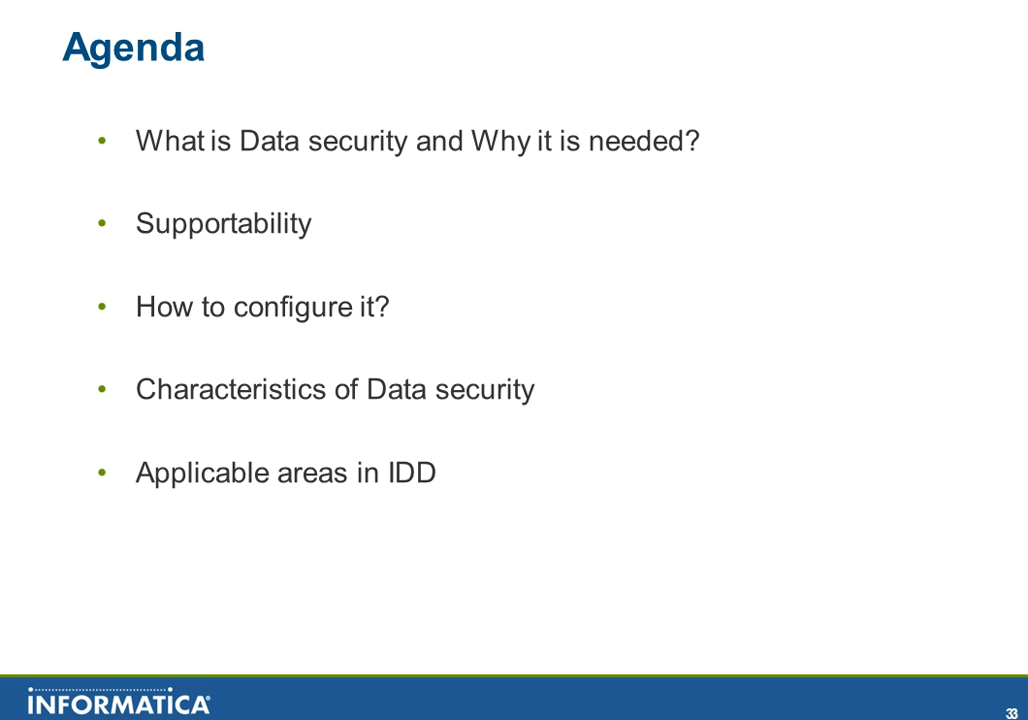 Agenda
• What is Data security and Why it is needed?
• Supportability
• How to configure it?
• Characteristics of Data security
• Applicable areas in IDD
INFORMATICA®
33